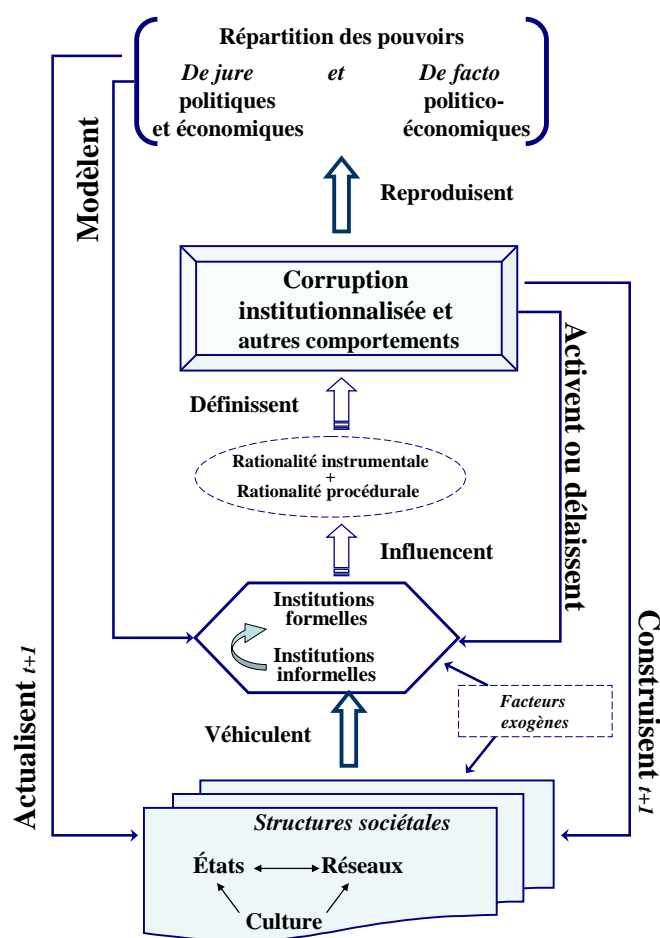 Répartition des pouvoirs
De jure et De facto
politiques politico-
et économiques économiques
Modèlent
Reproduisent
Corruption
institutionnalisée et
autres comportements
Définissent
Activent ou délaissent
Rationalité instrumentale
+
Rationalité procédurale
Influencent
Institutions
formelles
Institutions
informelles
Actualisent t+1
Construisent t+1
Facteurs
exogènes
Véhiculent
Structures sociétales
États Réseaux
Culture